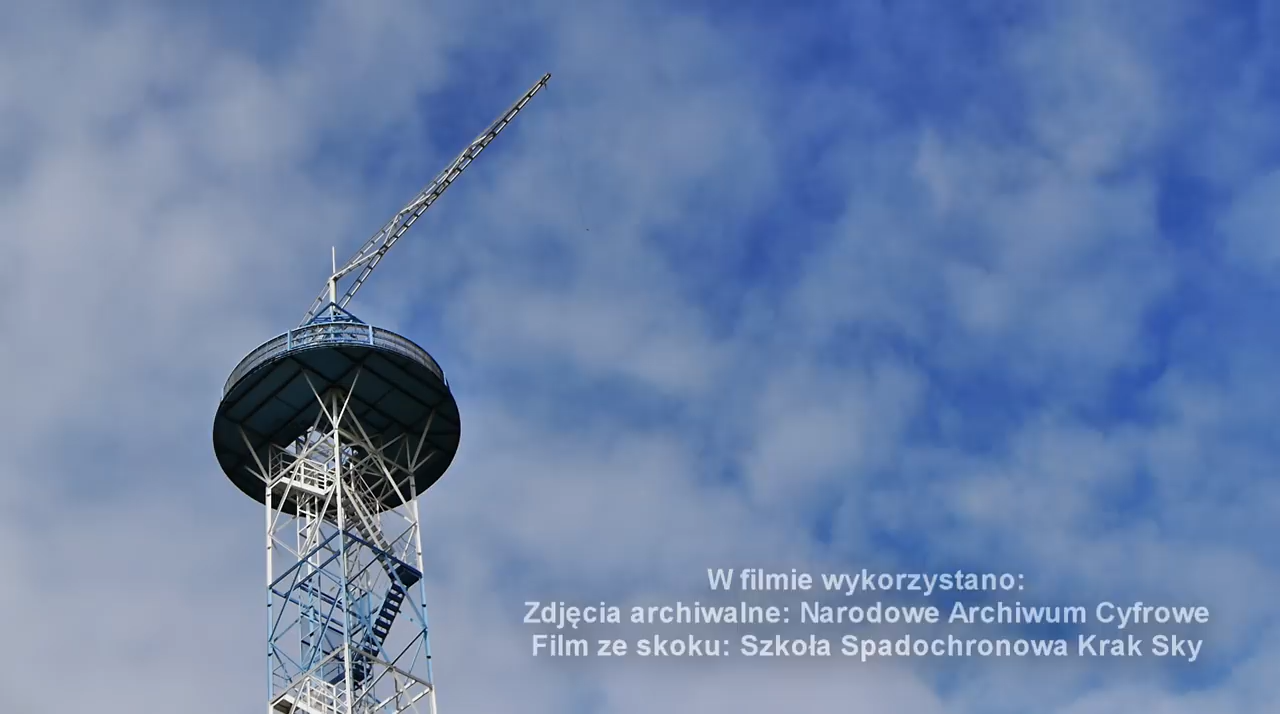 W filmie wykorzystano:
Zdjęcia archiwalne: Narodowe Archiwum Cyfrowe
Film ze skoku: Szkoła Spadochronowa Krak Sky